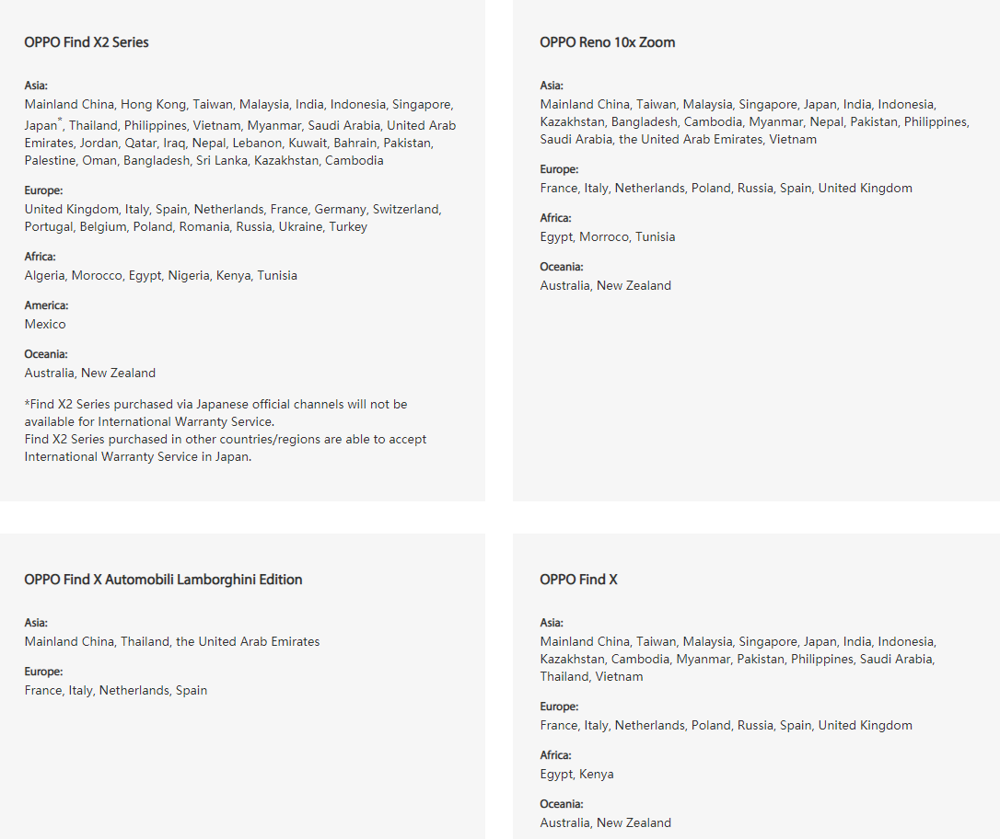 OPPO Find X2 Series
Asia:
Mainland China, Hong Kong, Taiwan, Malaysia, India, Indonesia, Singapore,
Japan*, Thailand, Philippines, Vietnam, Myanmar, Saudi Arabia, United Arab
Emirates, Jordan, Qatar, Iraq, Nepal, Lebanon, Kuwait, Bahrain, Pakistan,
Palestine, Oman, Bangladesh, Sri Lanka, Kazakhstan, Cambodia
Europe:
United Kingdom, Italy, Spain, Netherlands, France, Germany, Switzerland,
Portugal, Belgium, Poland, Romania, Russia, Ukraine, Turkey
Africa:
Algeria, Morocco, Egypt, Nigeria, Kenya, Tunisia
America:
Mexico
Oceania:
Australia, New Zealand
*Find X2 Series purchased via Japanese official channels will not be
available for International Warranty Service.
Find X2 Series purchased in other countries/regions are able to accept
International Warranty Service in Japan.
OPPO Reno 10x Zoom
Asia:
Mainland China, Taiwan, Malaysia, Singapore, Japan, India, Indonesia,
Kazakhstan, Bangladesh, Cambodia, Myanmar, Nepal, Pakistan, Philippines,
Saudi Arabia, the United Arab Emirates, Vietnam
Europe:
France, Italy, Netherlands, Poland, Russia, Spain, United Kingdom
Africa:
Egypt, Morroco, Tunisia
Oceania:
Australia, New Zealand
OPPO Find X Automobili Lamborghini Edition
Asia:
Mainland China, Thailand, the United Arab Emirates
Europe:
France, Italy, Netherlands, Spain
OPPO Find X
Asia:
Mainland China, Taiwan, Malaysia, Singapore, Japan, India, Indonesia,
Kazakhstan, Cambodia, Myanmar, Pakistan, Philippines, Saudi Arabia,
Thailand, Vietnam
Europe:
France, Italy, Netherlands, Poland, Russia, Spain, United Kingdom
Africa:
Egypt, Kenya
Oceania:
Australia, New Zealand